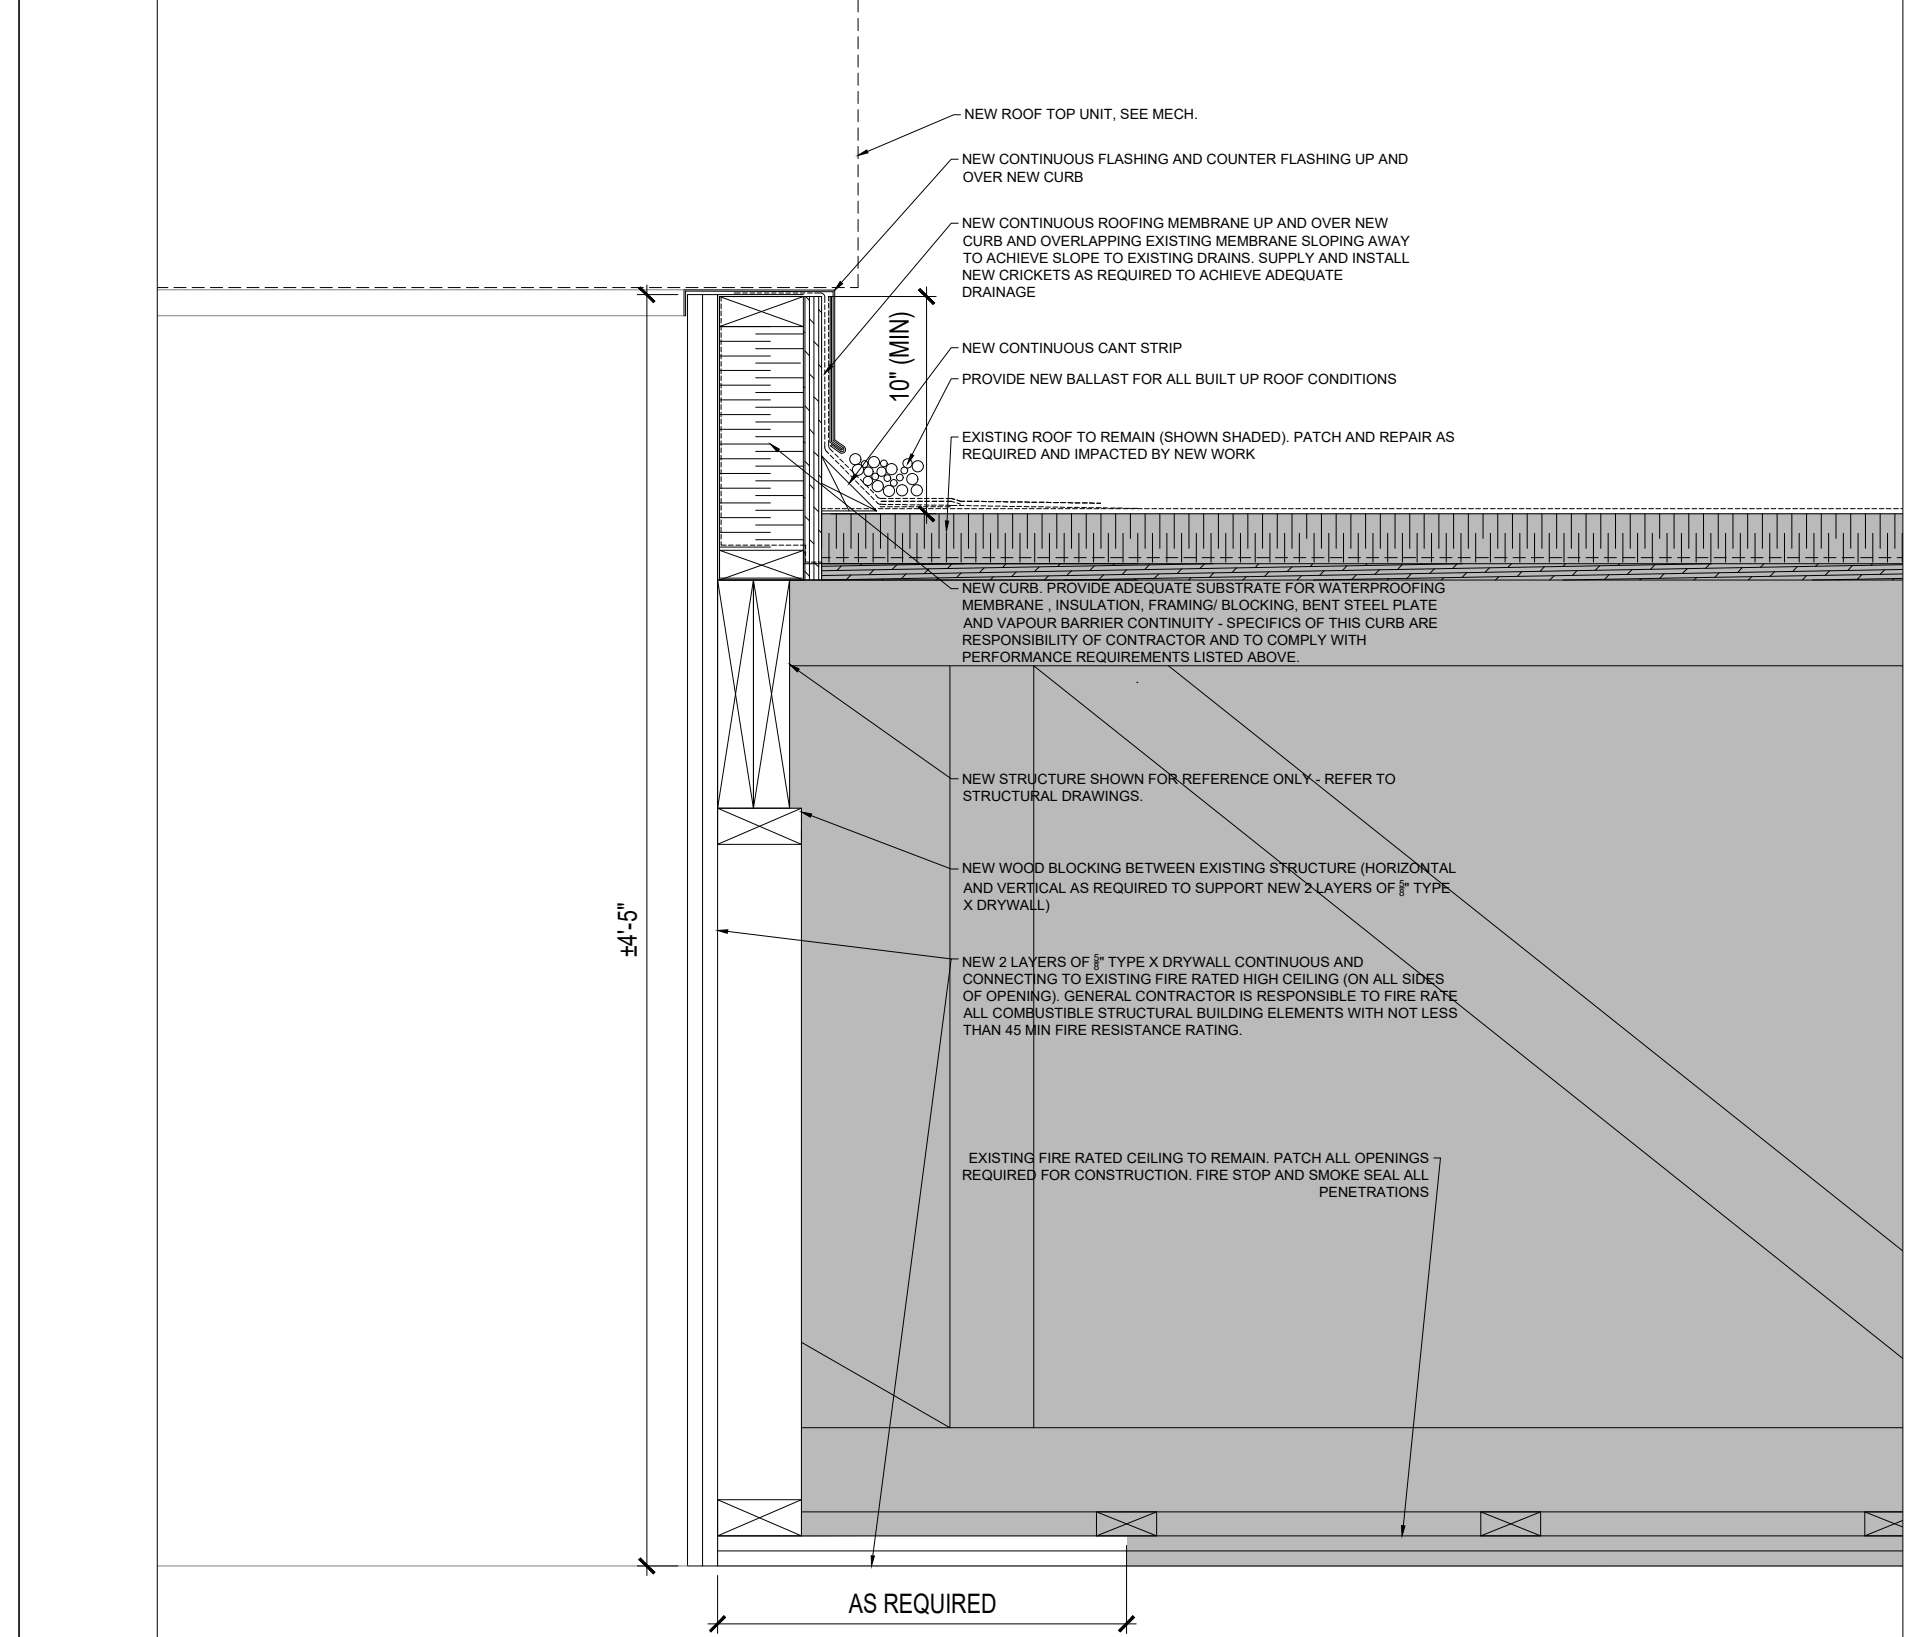 NEW ROOF TOP UNIT, SEE MECH.
NEW CONTINUOUS FLASHING AND COUNTER FLASHING UP AND
OVER NEW CURB
NEW CONTINUOUS ROOFING MEMBRANE UP AND OVER NEW
CURB AND OVERLAPPING EXISTING MEMBRANE SLOPING AWAY
TO ACHIEVE SLOPE TO EXISTING DRAINS. SUPPLY AND INSTALL
NEW CRICKETS AS REQUIRED TO ACHIEVE ADEQUATE
DRAINAGE
10" (MIN)
NEW CONTINUOUS CANT STRIP
PROVIDE NEW BALLAST FOR ALL BUILT UP ROOF CONDITIONS
EXISTING ROOF TO REMAIN (SHOWN SHADED). PATCH AND REPAIR AS
REQUIRED AND IMPACTED BY NEW WORK
NEW CURB. PROVIDE ADEQUATE SUBSTRATE FOR WATERPROOFING
MEMBRANE , INSULATION, FRAMING/ BLOCKING, BENT STEEL PLATE
AND VAPOUR BARRIER CONTINUITY - SPECIFICS OF THIS CURB ARE
RESPONSIBILITY OF CONTRACTOR AND TO COMPLY WITH
PERFORMANCE REQUIREMENTS LISTED ABOVE.
.
NEW STRUCTURE SHOWN FOR REFERENCE ONLY - REFER TO
STRUCTURAL DRAWINGS.
NEW WOOD BLOCKING BETWEEN EXISTING STRUCTURE (HORIZONTAL
AND VERTICAL AS REQUIRED TO SUPPORT NEW 2 LAYERS OF 5/8" TYPE
X DRYWALL)
±4'-5"
NEW 2 LAYERS OF 5/8" TYPE X DRYWALL CONTINUOUS AND
CONNECTING TO EXISTING FIRE RATED HIGH CEILING (ON ALL SIDES
OF OPENING). GENERAL CONTRACTOR IS RESPONSIBLE TO FIRE RATE
ALL COMBUSTIBLE STRUCTURAL BUILDING ELEMENTS WITH NOT LESS
THAN 45 MIN FIRE RESISTANCE RATING.
EXISTING FIRE RATED CEILING TO REMAIN. PATCH ALL OPENINGS
REQUIRED FOR CONSTRUCTION. FIRE STOP AND SMOKE SEAL ALL
PENETRATIONS
AS REQUIRED